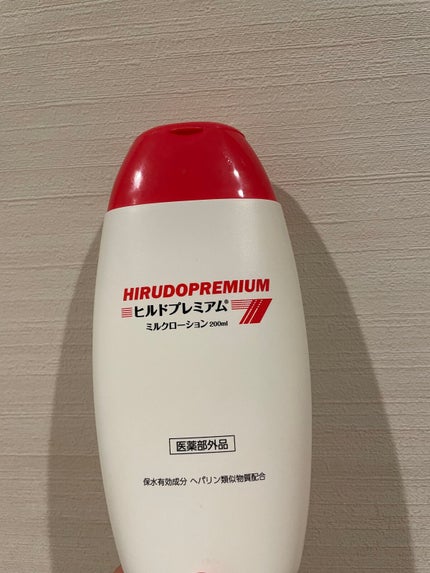 HIRUDOPREMIUM
ヒルドプレミアム®
ミルクローション 200ml
医薬部外品
保水有効成分 ヘパリン類似物質配合